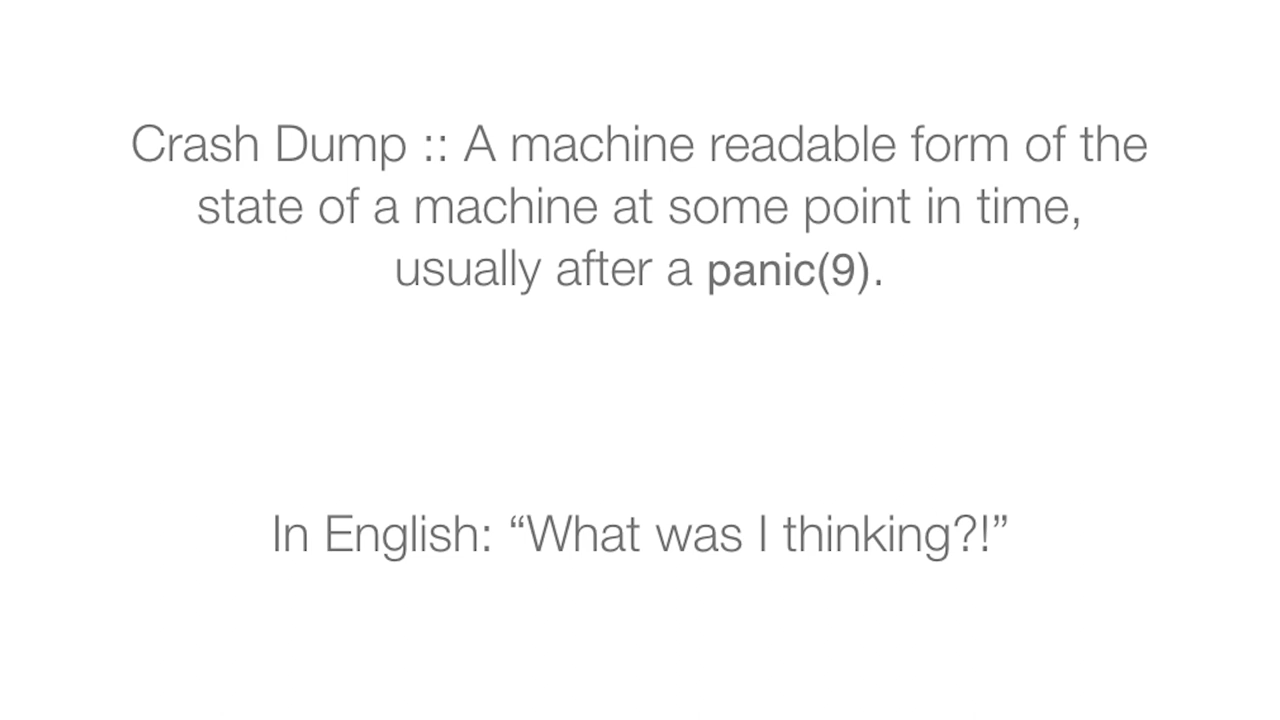 Crash Dump :: A machine readable form of the
state of a machine at some point in time,
usually after a panic(9).
In English: “What was I thinking?!”